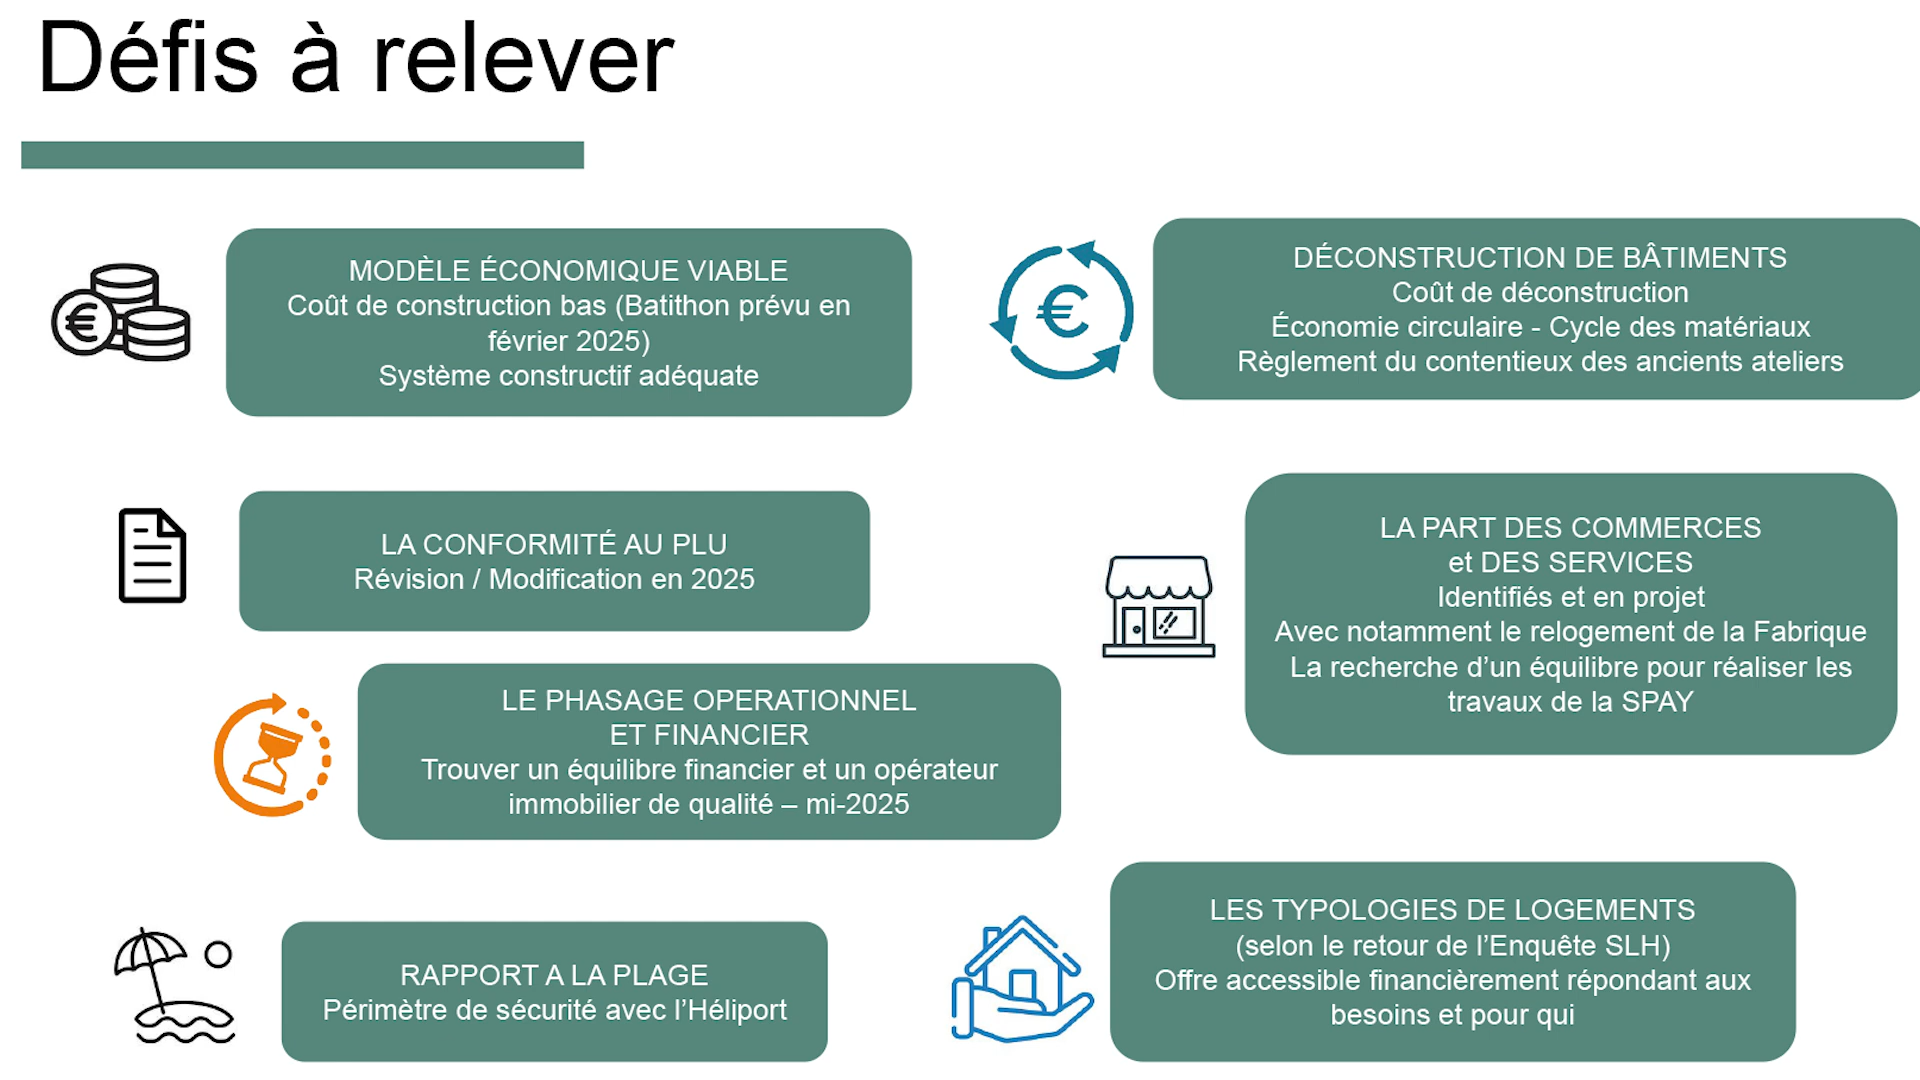 Défis à relever
MODÈLE ÉCONOMIQUE VIABLE
Coût de construction bas (Batithon prévu en
février 2025)
Système constructif adéquate
DÉCONSTRUCTION DE BÂTIMENTS
Coût de déconstruction
Économie circulaire - Cycle des matériaux
Règlement du contentieux des ancients ateliers
LA CONFORMITÉ AU PLU
Révision / Modification en 2025
LA PART DES COMMERCES
et DES SERVICES
Identifiés et en projet
Avec notamment le relogement de la Fabrique
La recherche d’un équilibre pour réaliser les
travaux de la SPAY
LE PHASAGE OPERATIONNEL
ET FINANCIER
Trouver un équilibre financier et un opérateur
immobilier de qualité – mi-2025
RAPPORT A LA PLAGE
Périmètre de sécurité avec l’Héliport
LES TYPOLOGIES DE LOGEMENTS
(selon le retour de l’Enquête SLH)
Offre accessible financièrement répondant aux
besoins et pour qui